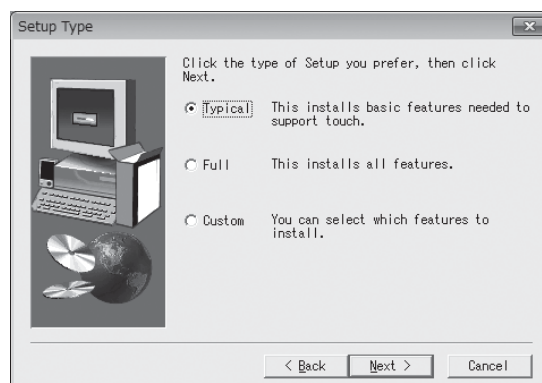 Setup Type
Click the type of Setup you prefer, then click
Next.
Typical This installs basic features needed to
support touch.
Full This installs all features.
Custom You can select which features to
install.
< Back Next > Cancel